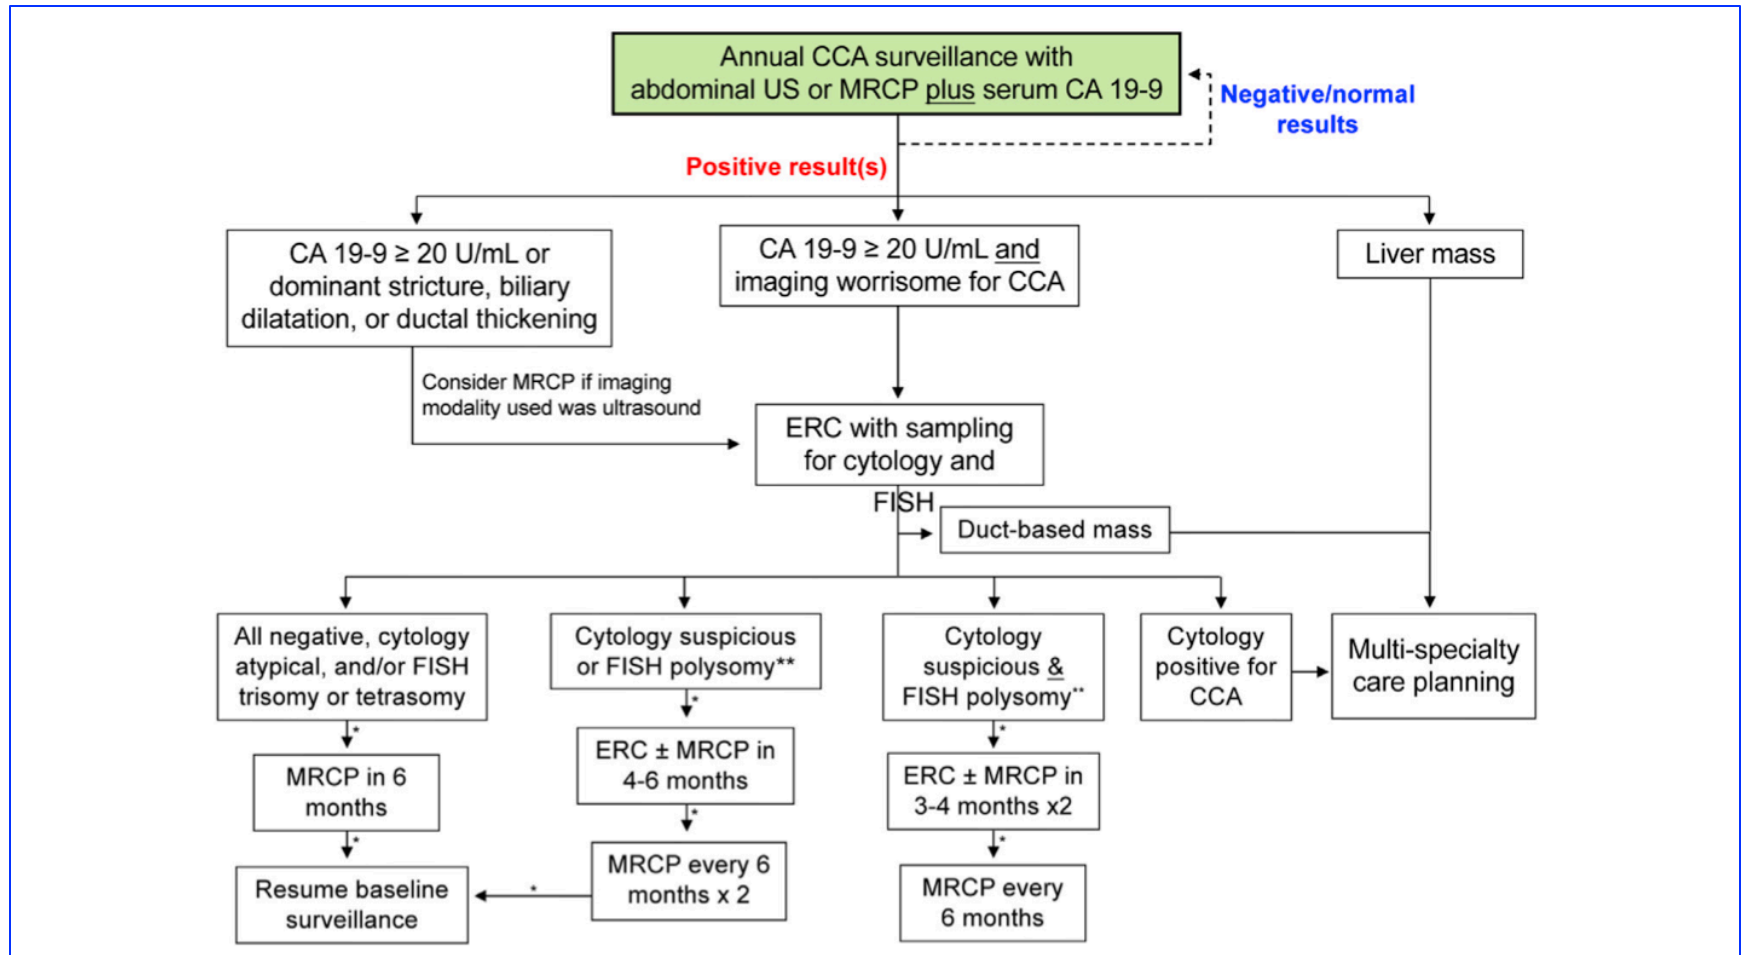 Annual CCA surveillance with
abdominal US or MRCP plus serum CA 19-9
Negative/normal
results
Positive result(s)
CA 19-9 ≥ 20 U/mL or
dominant stricture, biliary
dilatation, or ductal thickening
CA 19-9 ≥ 20 U/mL and
imaging worrisome for CCA
Liver mass
Consider MRCP if imaging
modality used was ultrasound
ERC with sampling
for cytology and
FISH
Duct-based mass
All negative, cytology
atypical, and/or FISH
trisomy or tetrasomy
Cytology suspicious
or FISH polysomy**
Cytology
suspicious &
FISH polysomy**
Cytology
positive for
CCA
Multi-specialty
care planning
*
*
*
MRCP in 6
months
ERC ± MRCP in
4-6 months
ERC ± MRCP in
3-4 months x2
*
*
*
Resume baseline
surveillance
*
MRCP every 6
months x 2
MRCP every
6 months